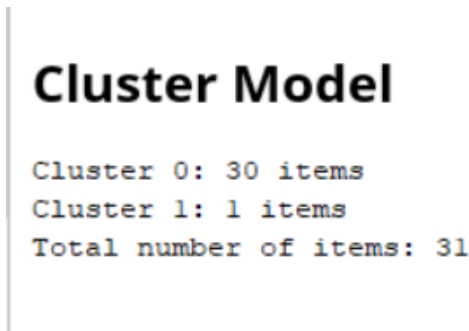 Cluster Model
Cluster 0: 30 items
Cluster 1: 1 items
Total number of items: 31